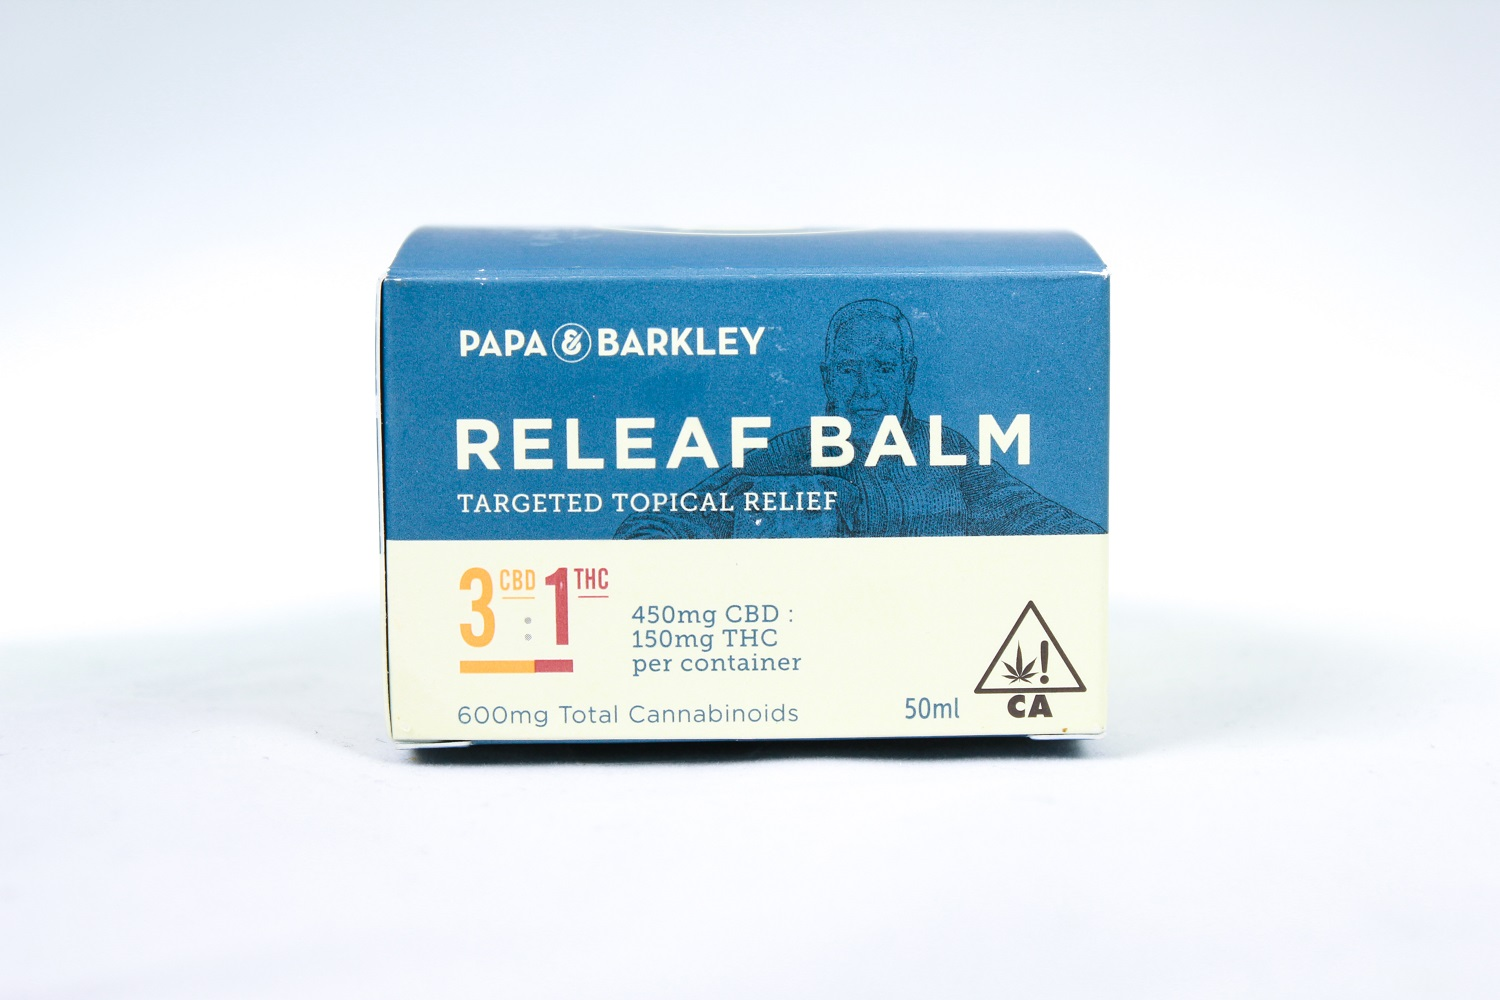 PAPA & BARKLEY
RELEAF BALM
TARGETED TOPICAL RELIEF
3 CBD : 1 THC
450mg CBD :
150mg THC
per container
600mg Total Cannabinoids
50ml
!
CA